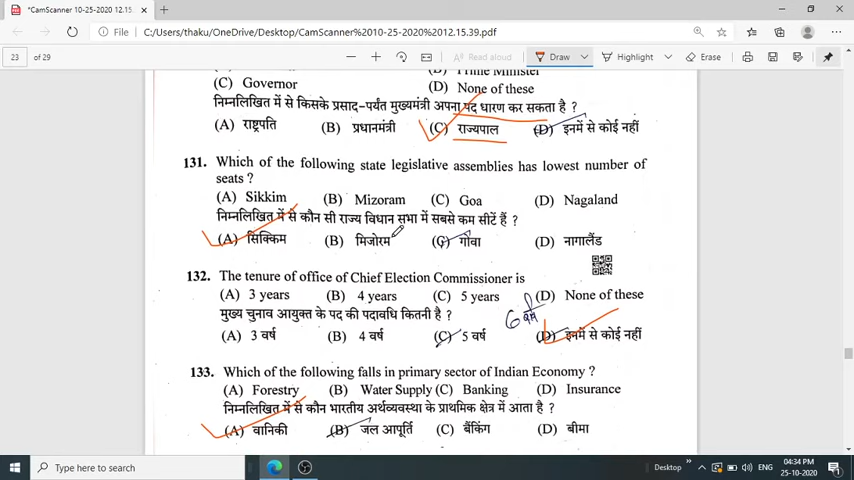 *CamScanner 10-25-2020 12.15.
File
C:/Users/thaku/OneDrive/Desktop/CamScanner%2010-25-2020%2012.15.39.pdf
23 of 29
Read aloud
Draw
Highlight
Erase
(D) Prime Minister
(C) Governor
(D) None of these
निम्नलिखित में से किसके प्रसाद-पर्यंत मुख्यमंत्री अपना पद धारण कर सकता है ?
(A) राष्ट्रपति (B) प्रधानमंत्री (C) राज्यपाल (D) इनमें से कोई नहीं
131. Which of the following state legislative assemblies has lowest number of
seats ?
(A) Sikkim (B) Mizoram (C) Goa (D) Nagaland
निम्नलिखित में से कौन सी राज्य विधान सभा में सबसे कम सीटें हैं ?
(A) सिक्किम (B) मिजोरम (C) गोवा (D) नागालैंड
132. The tenure of office of Chief Election Commissioner is
(A) 3 years (B) 4 years (C) 5 years (D) None of these
मुख्य चुनाव आयुक्त के पद की पदावधि कितनी है ?
6 वर्ष
(A) 3 वर्ष (B) 4 वर्ष (C) 5 वर्ष (D) इनमें से कोई नहीं
133. Which of the following falls in primary sector of Indian Economy ?
(A) Forestry (B) Water Supply (C) Banking (D) Insurance
निम्नलिखित में से कौन भारतीय अर्थव्यवस्था के प्राथमिक क्षेत्र में आता है ?
(A) वानिकी (B) जल आपूर्ति (C) बैंकिंग (D) बीमा
Type here to search
Desktop
ENG
04:34 PM
25-10-2020